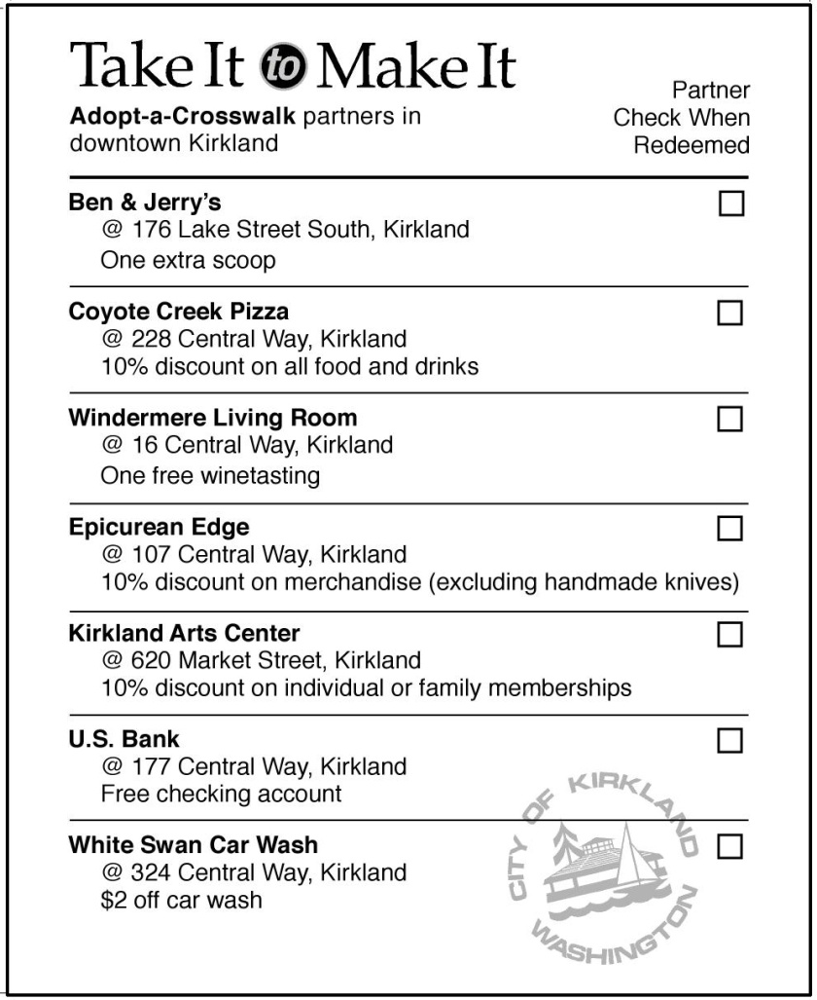 Take It to Make It
Adopt-a-Crosswalk partners in
downtown Kirkland
Partner
Check When
Redeemed
Ben & Jerry’s
@ 176 Lake Street South, Kirkland
One extra scoop
Coyote Creek Pizza
@ 228 Central Way, Kirkland
10% discount on all food and drinks
Windermere Living Room
@ 16 Central Way, Kirkland
One free winetasting
Epicurean Edge
@ 107 Central Way, Kirkland
10% discount on merchandise (excluding handmade knives)
Kirkland Arts Center
@ 620 Market Street, Kirkland
10% discount on individual or family memberships
U.S. Bank
@ 177 Central Way, Kirkland
Free checking account
White Swan Car Wash
@ 324 Central Way, Kirkland
$2 off car wash
CITY OF KIRKLAND
WASHINGTON